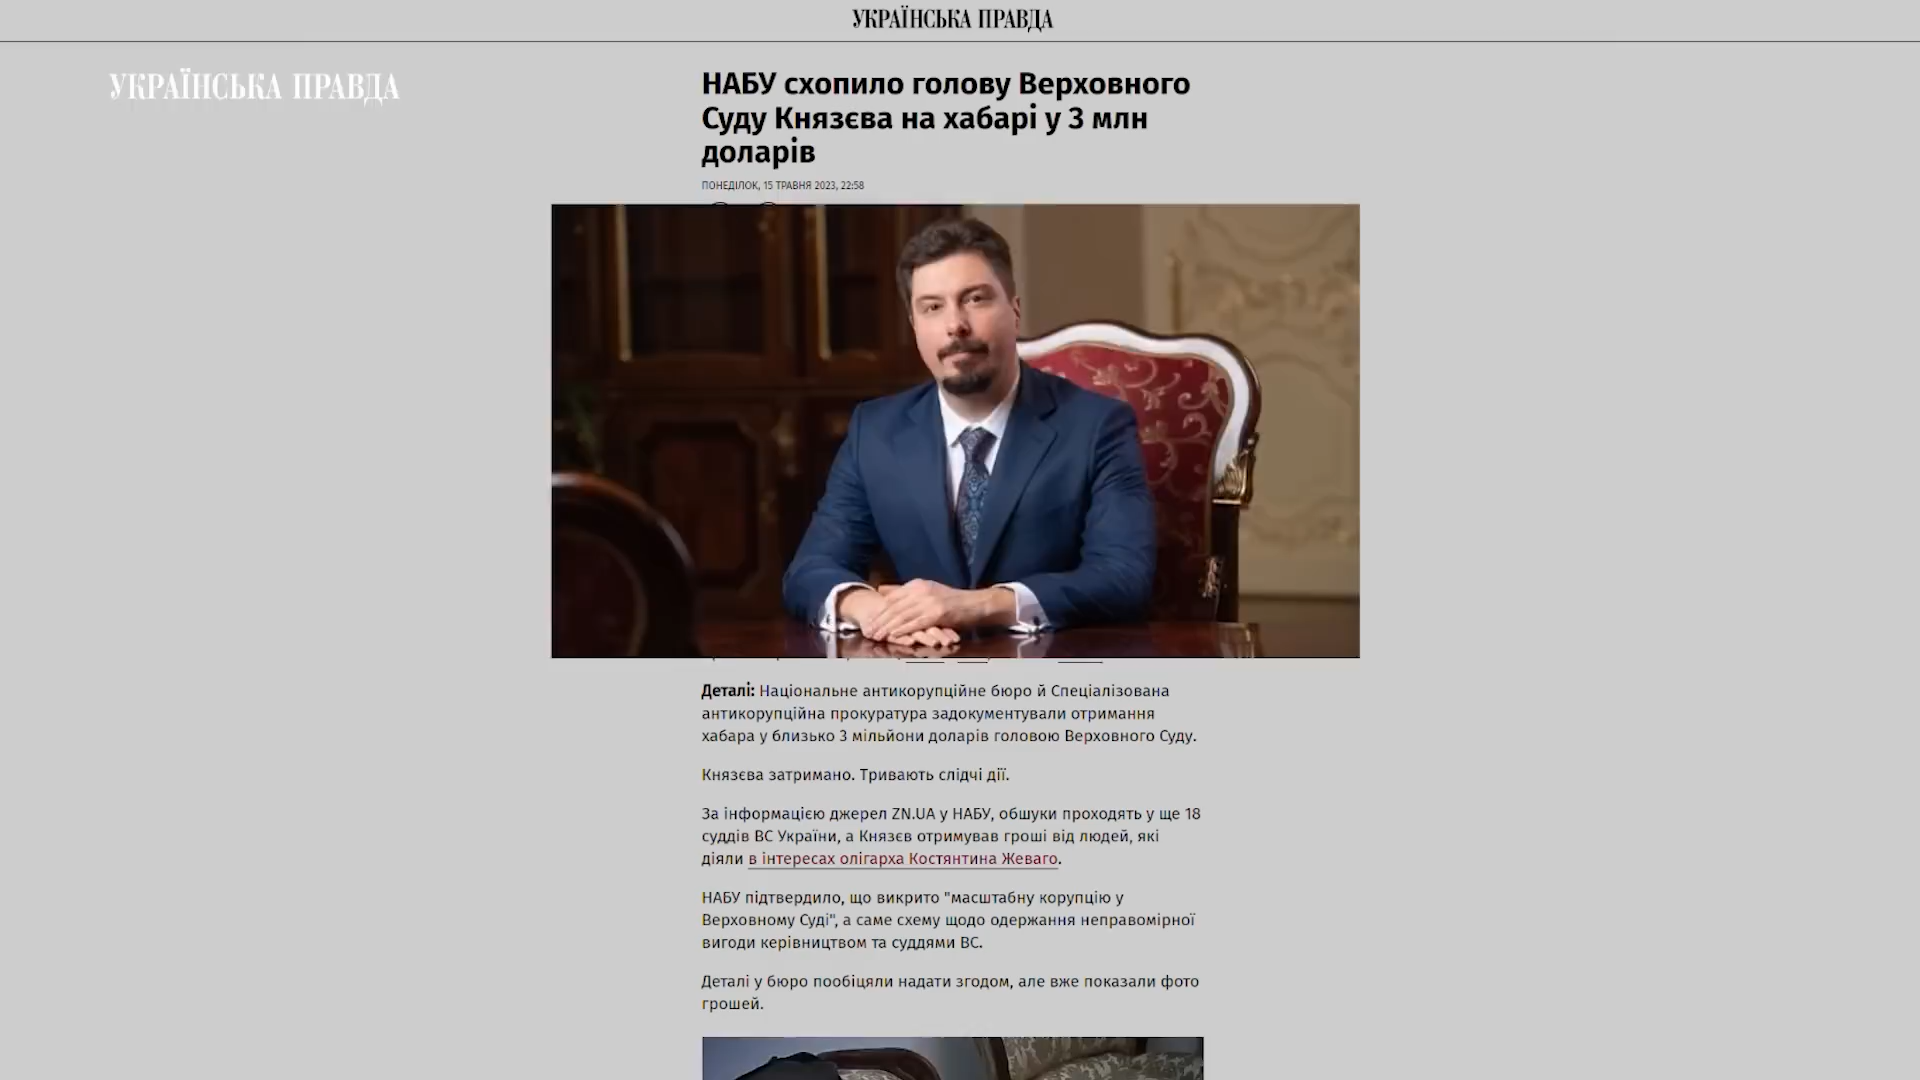 УКРАЇНСЬКА ПРАВДА
УКРАЇНСЬКА ПРАВДА
НАБУ схопило голову Верховного
Суду Князєва на хабарі у 3 млн
доларів
ПОНЕДІЛОК, 15 ТРАВНЯ 2023, 22:58
Деталі: Національне антикорупційне бюро й Спеціалізована
антикорупційна прокуратура задокументували отримання
хабара у близько 3 мільйони доларів головою Верховного Суду.
Князєва затримано. Тривають слідчі дії.
За інформацією джерел ZN.UA у НАБУ, обшуки проходять у ще 18
суддів ВС України, а Князєв отримував гроші від людей, які
діяли в інтересах олігарха Костянтина Жеваго.
НАБУ підтвердило, що викрито "масштабну корупцію у
Верховному Суді", а саме схему щодо одержання неправомірної
вигоди керівництвом та суддями ВС.
Деталі у бюро пообіцяли надати згодом, але вже показали фото
грошей.